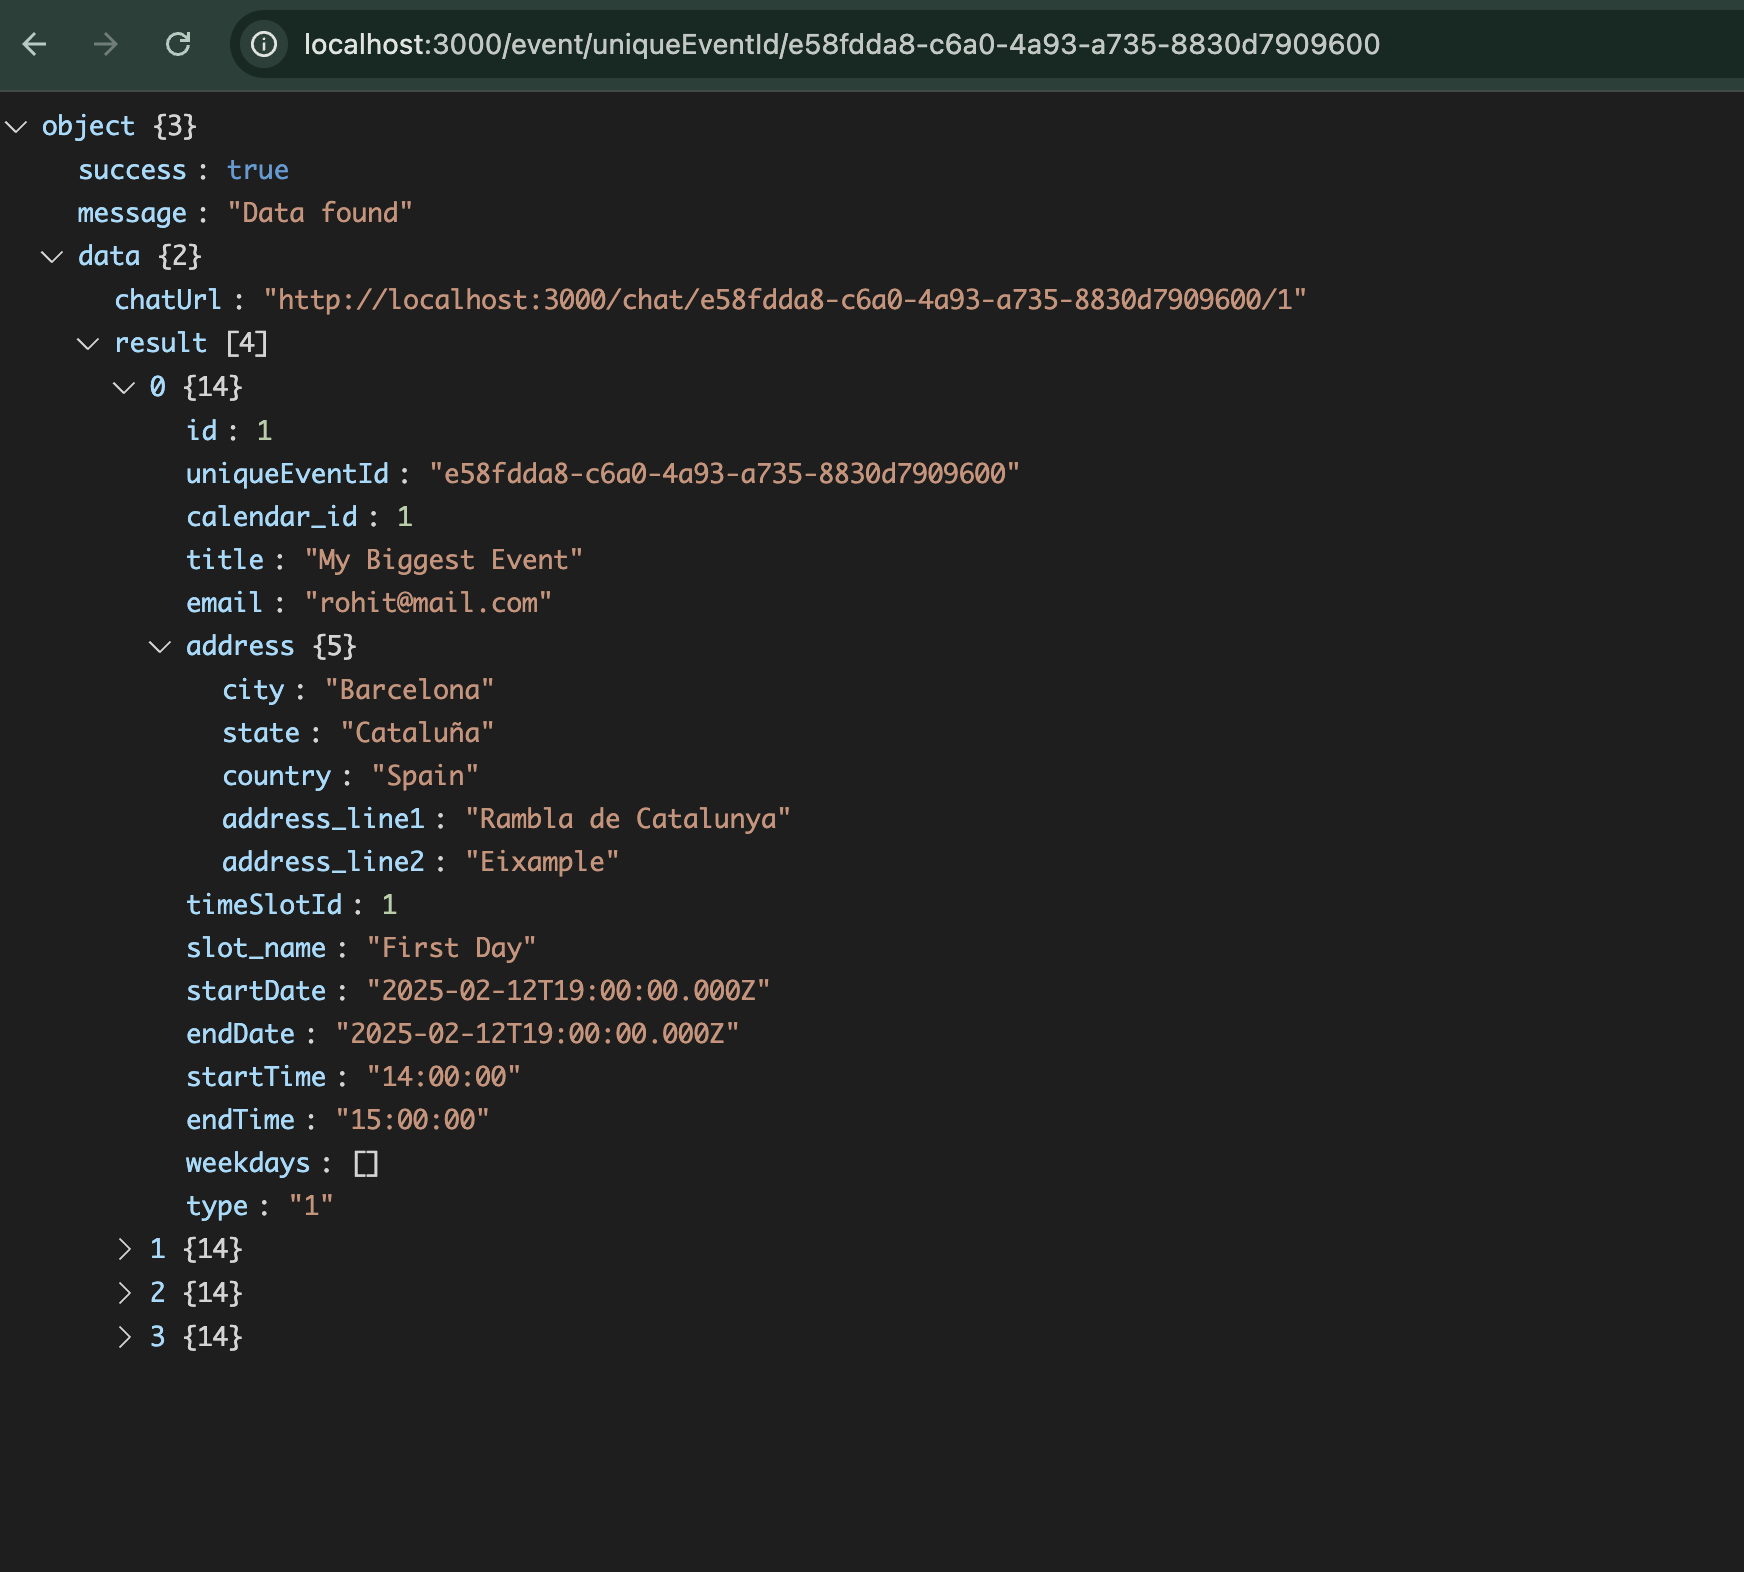 localhost:3000/event/uniqueEventId/e58fdda8-c6a0-4a93-a735-8830d7909600
object {3}
success : true
message : "Data found"
data {2}
chatUrl : "http://localhost:3000/chat/e58fdda8-c6a0-4a93-a735-8830d7909600/1"
result [4]
0 {14}
id : 1
uniqueEventId : "e58fdda8-c6a0-4a93-a735-8830d7909600"
calendar_id : 1
title : "My Biggest Event"
email : "rohit@mail.com"
address {5}
city : "Barcelona"
state : "Cataluña"
country : "Spain"
address_line1 : "Rambla de Catalunya"
address_line2 : "Eixample"
timeSlotId : 1
slot_name : "First Day"
startDate : "2025-02-12T19:00:00.000Z"
endDate : "2025-02-12T19:00:00.000Z"
startTime : "14:00:00"
endTime : "15:00:00"
weekdays : []
type : "1"
1 {14}
2 {14}
3 {14}